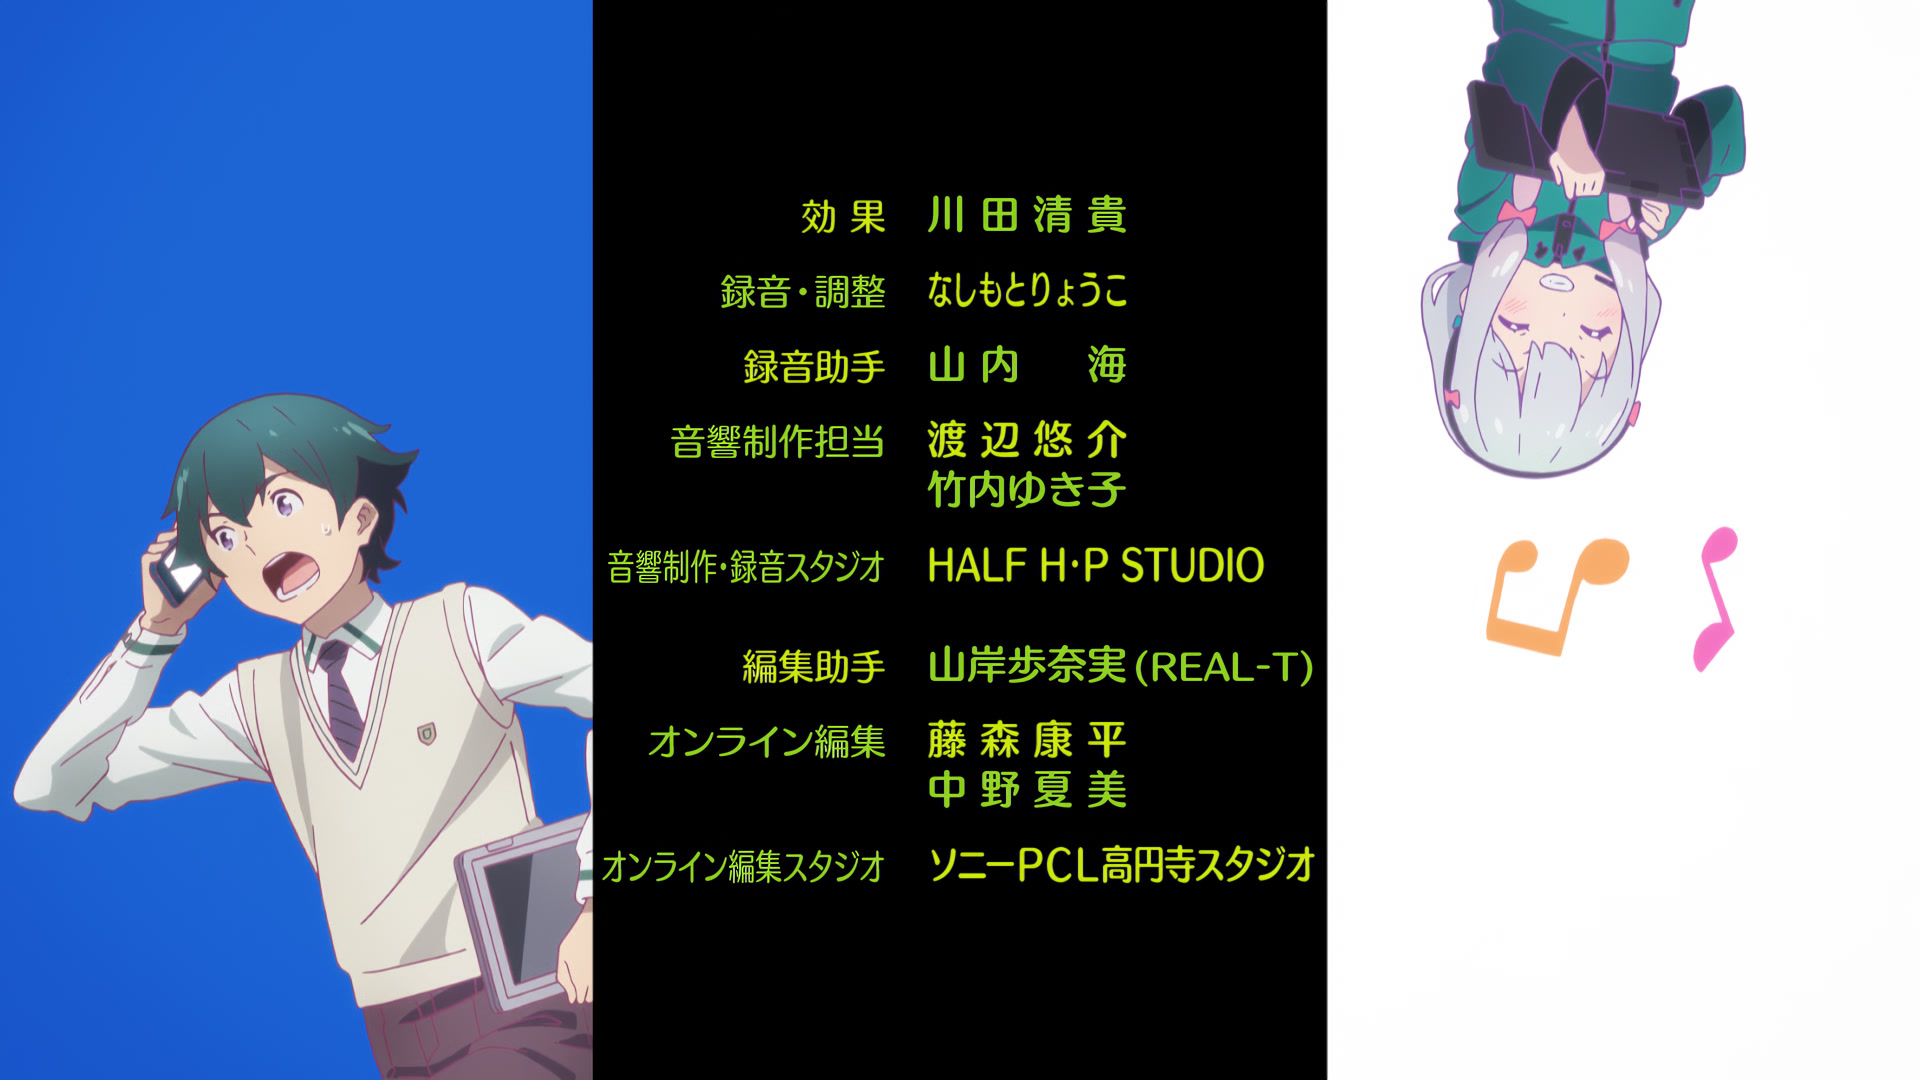 効果 川田清貴
録音・調整 なしもとりょうこ
録音助手 山内 海
音響制作担当 渡辺悠介
竹内ゆき子
音響制作・録音スタジオ HALF H・P STUDIO
編集助手 山岸歩奈実(REAL-T)
オンライン編集 藤森康平
中野夏美
オンライン編集スタジオ ソニーPCL高円寺スタジオ